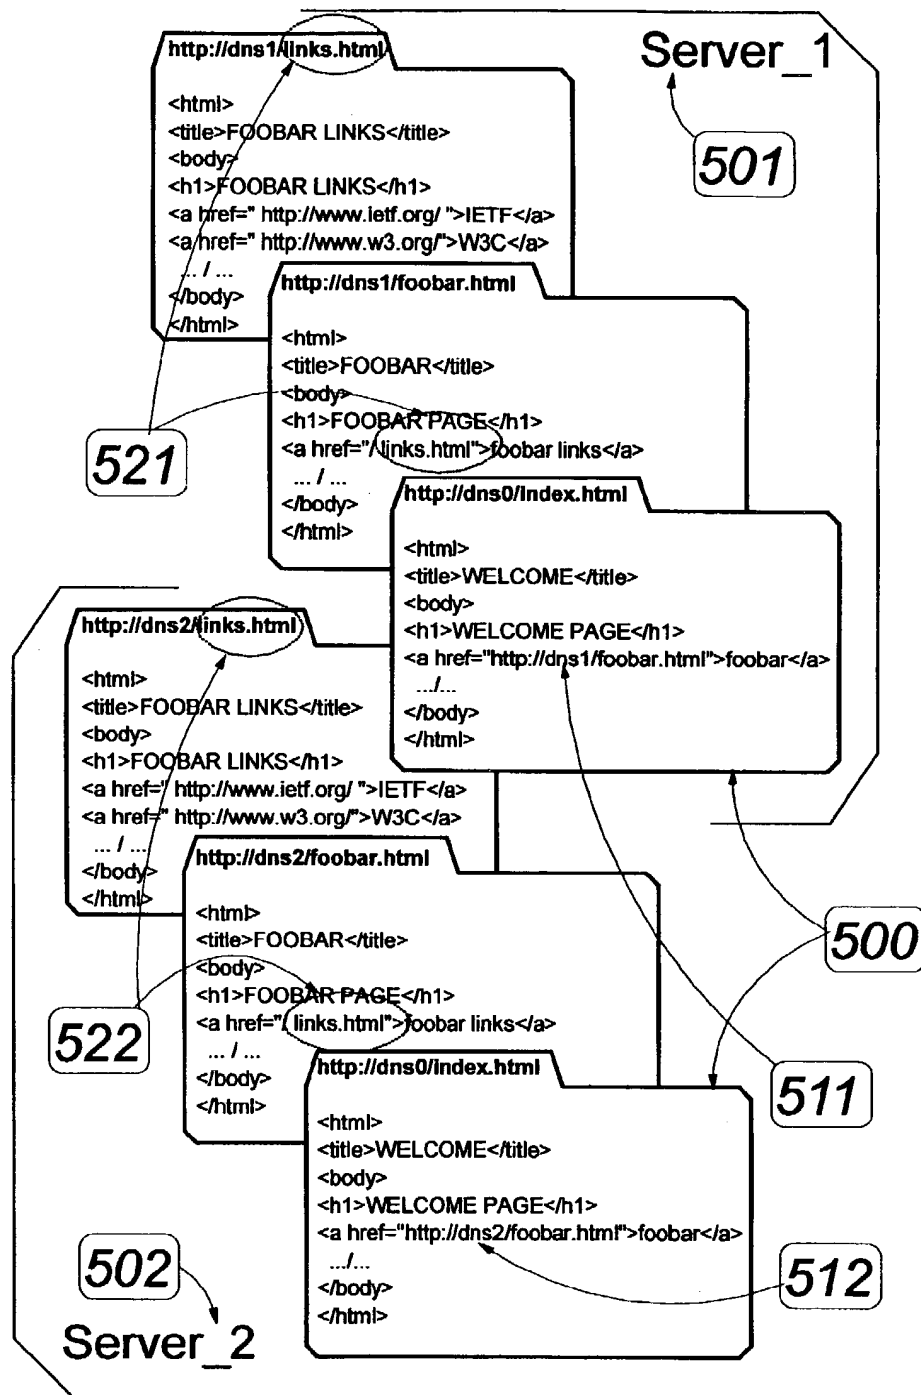 http://dns1/links.html
<html>
<title>FOOBAR LINKS</title>
<body>
<h1>FOOBAR LINKS</h1>
<a href=" http://www.ietf.org/ ">IETF</a>
<a href=" http://www.w3.org/">W3C</a>
... / ...
</body>
</html>
Server_1
501
http://dns1/foobar.html
<html>
<title>FOOBAR</title>
<body>
<h1>FOOBAR PAGE</h1>
<a href="/links.html">foobar links</a>
... / ...
</body>
</html>
521
http://dns0/index.html
<html>
<title>WELCOME</title>
<body>
<h1>WELCOME PAGE</h1>
<a href="http://dns1/foobar.html">foobar</a>
.../...
</body>
</html>
http://dns2/links.html
<html>
<title>FOOBAR LINKS</title>
<body>
<h1>FOOBAR LINKS</h1>
<a href=" http://www.ietf.org/ ">IETF</a>
<a href=" http://www.w3.org/">W3C</a>
... / ...
</body>
</html>
http://dns2/foobar.html
<html>
<title>FOOBAR</title>
<body>
<h1>FOOBAR PAGE</h1>
<a href="/ links.html">foobar links</a>
... / ...
</body>
</html>
500
522
511
http://dns0/index.html
<html>
<title>WELCOME</title>
<body>
<h1>WELCOME PAGE</h1>
<a href="http://dns2/foobar.html">foobar</a>
.../...
</body>
</html>
502
512
Server_2